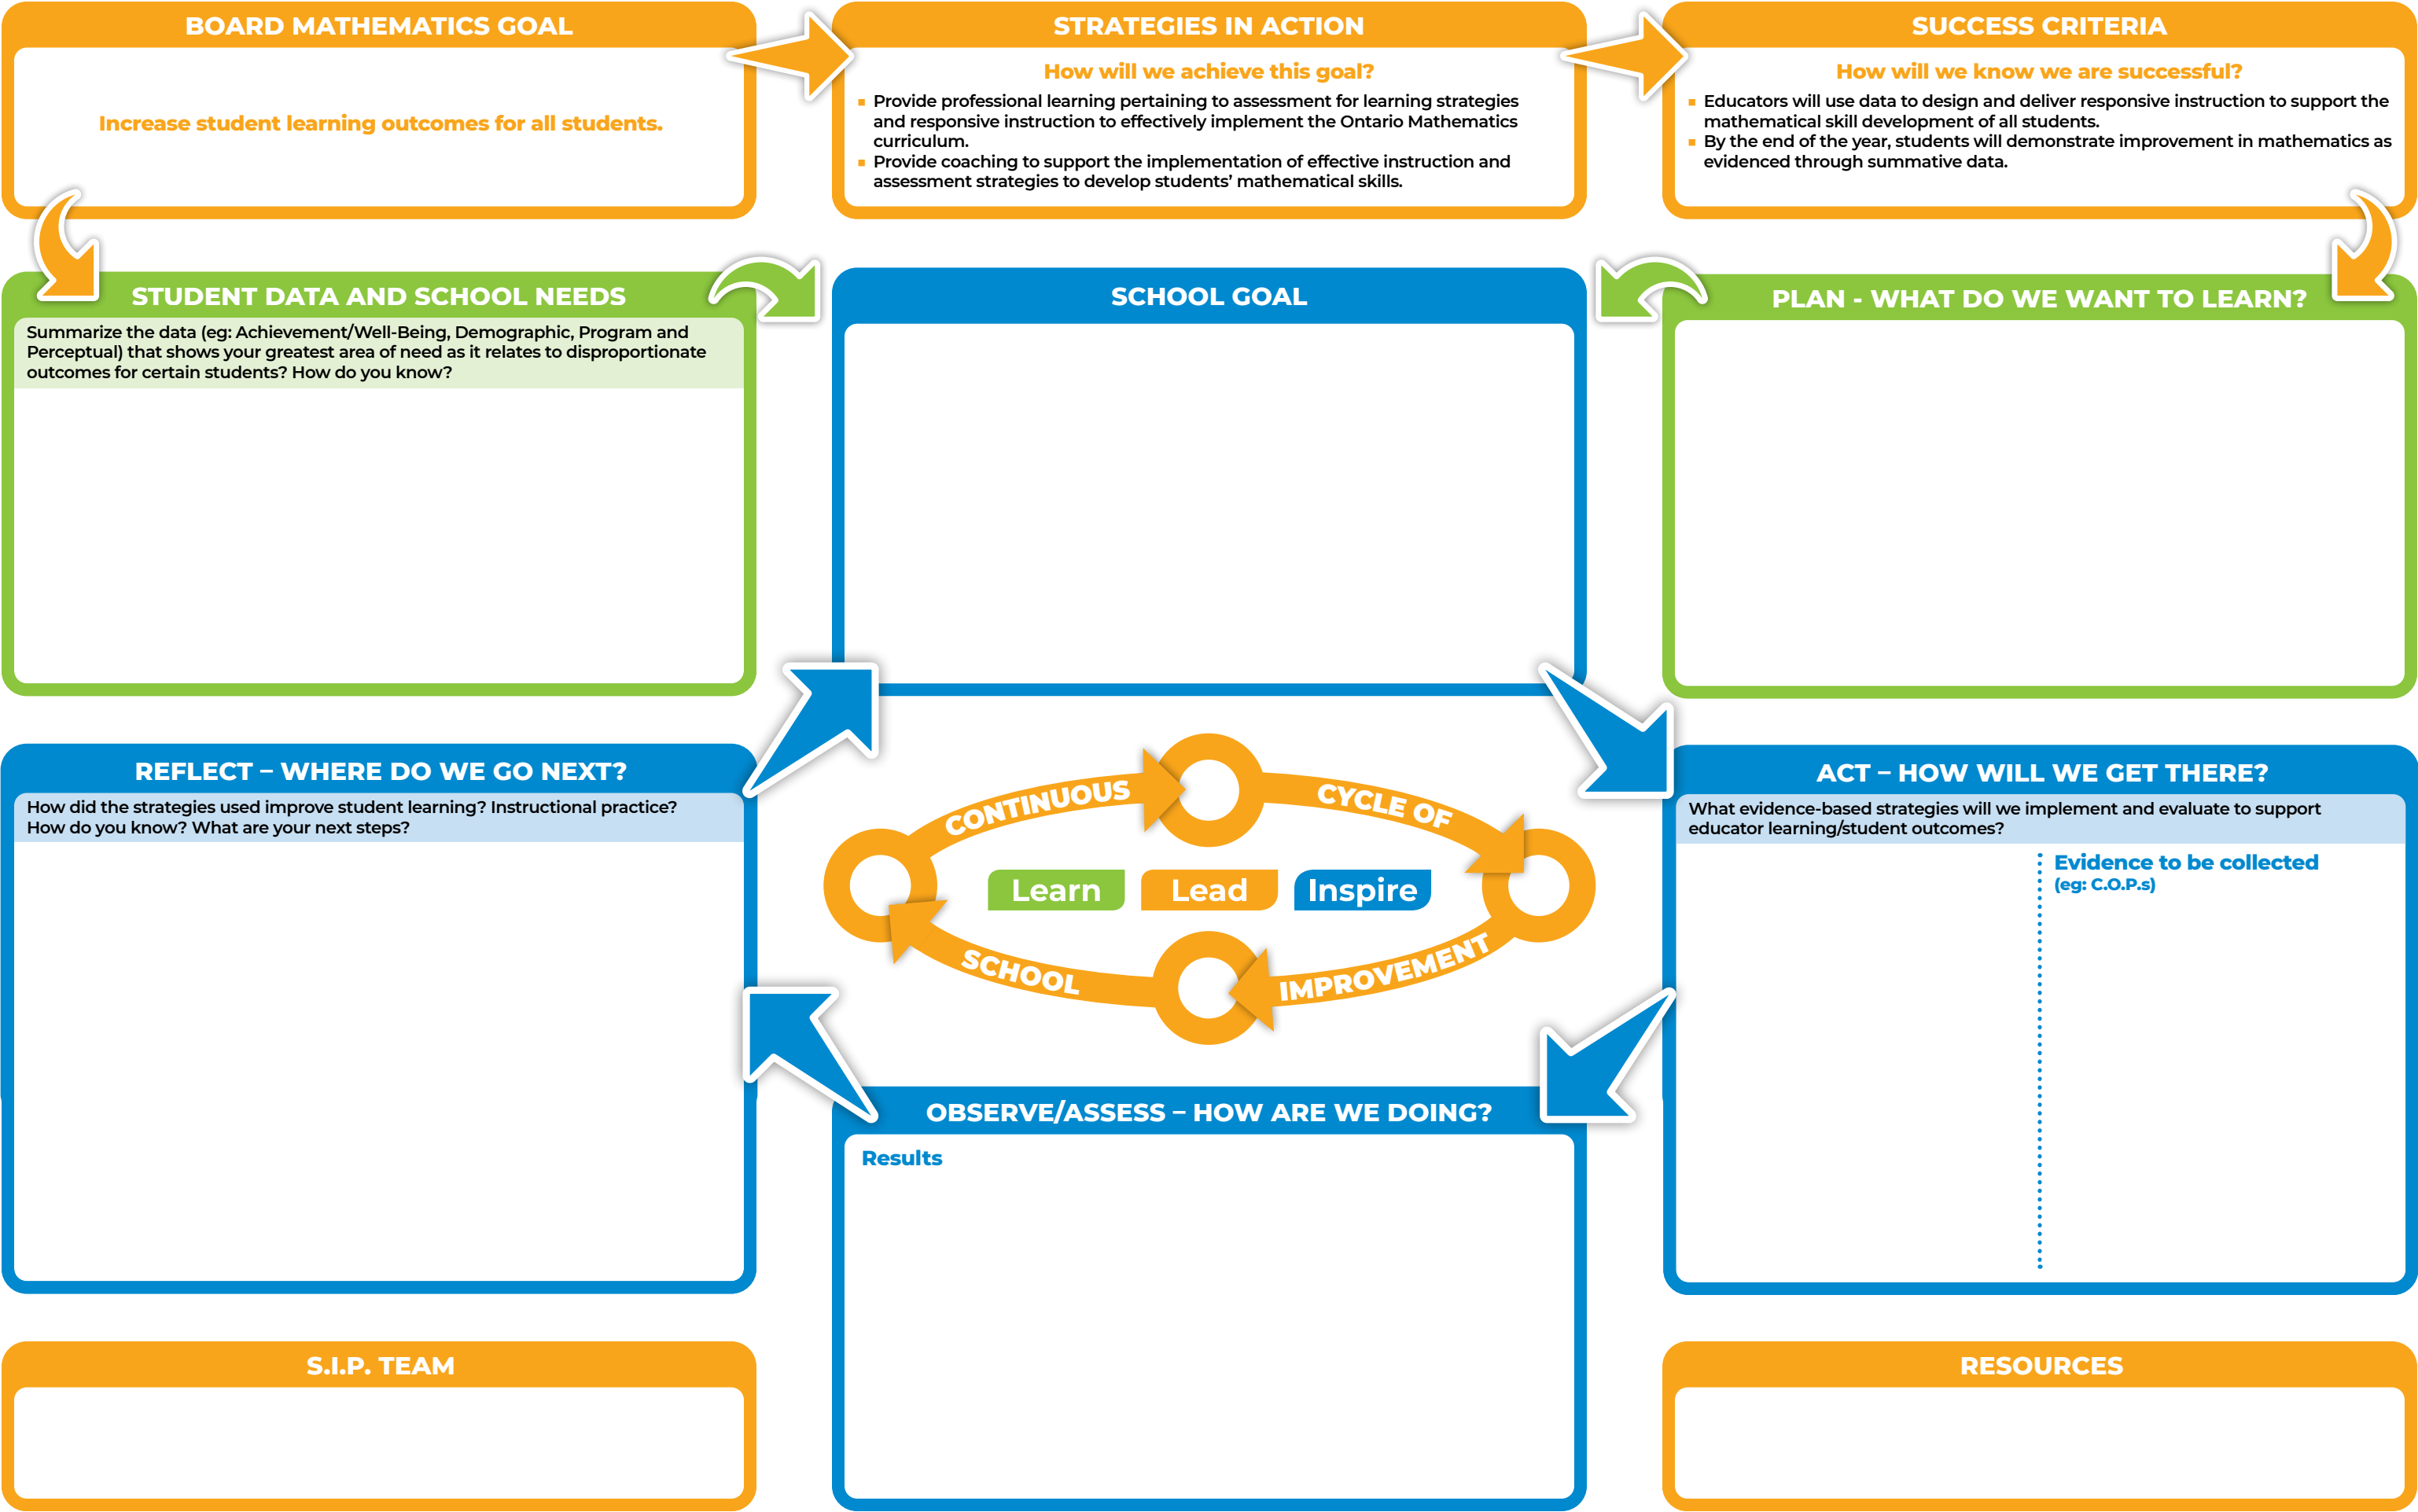 BOARD MATHEMATICS GOAL
Increase student learning outcomes for all students.
STRATEGIES IN ACTION
How will we achieve this goal?
▪ Provide professional learning pertaining to assessment for learning strategies
and responsive instruction to effectively implement the Ontario Mathematics
curriculum.
▪ Provide coaching to support the implementation of effective instruction and
assessment strategies to develop students’ mathematical skills.
SUCCESS CRITERIA
How will we know we are successful?
▪ Educators will use data to design and deliver responsive instruction to support the
mathematical skill development of all students.
▪ By the end of the year, students will demonstrate improvement in mathematics as
evidenced through summative data.
STUDENT DATA AND SCHOOL NEEDS
Summarize the data (eg: Achievement/Well-Being, Demographic, Program and
Perceptual) that shows your greatest area of need as it relates to disproportionate
outcomes for certain students? How do you know?
SCHOOL GOAL
PLAN - WHAT DO WE WANT TO LEARN?
REFLECT – WHERE DO WE GO NEXT?
How did the strategies used improve student learning? Instructional practice?
How do you know? What are your next steps?
CONTINUOUS
CYCLE OF
IMPROVEMENT
SCHOOL
Learn
Lead
Inspire
ACT – HOW WILL WE GET THERE?
What evidence-based strategies will we implement and evaluate to support
educator learning/student outcomes?
Evidence to be collected
(eg: C.O.P.s)
OBSERVE/ASSESS – HOW ARE WE DOING?
Results
S.I.P. TEAM
RESOURCES